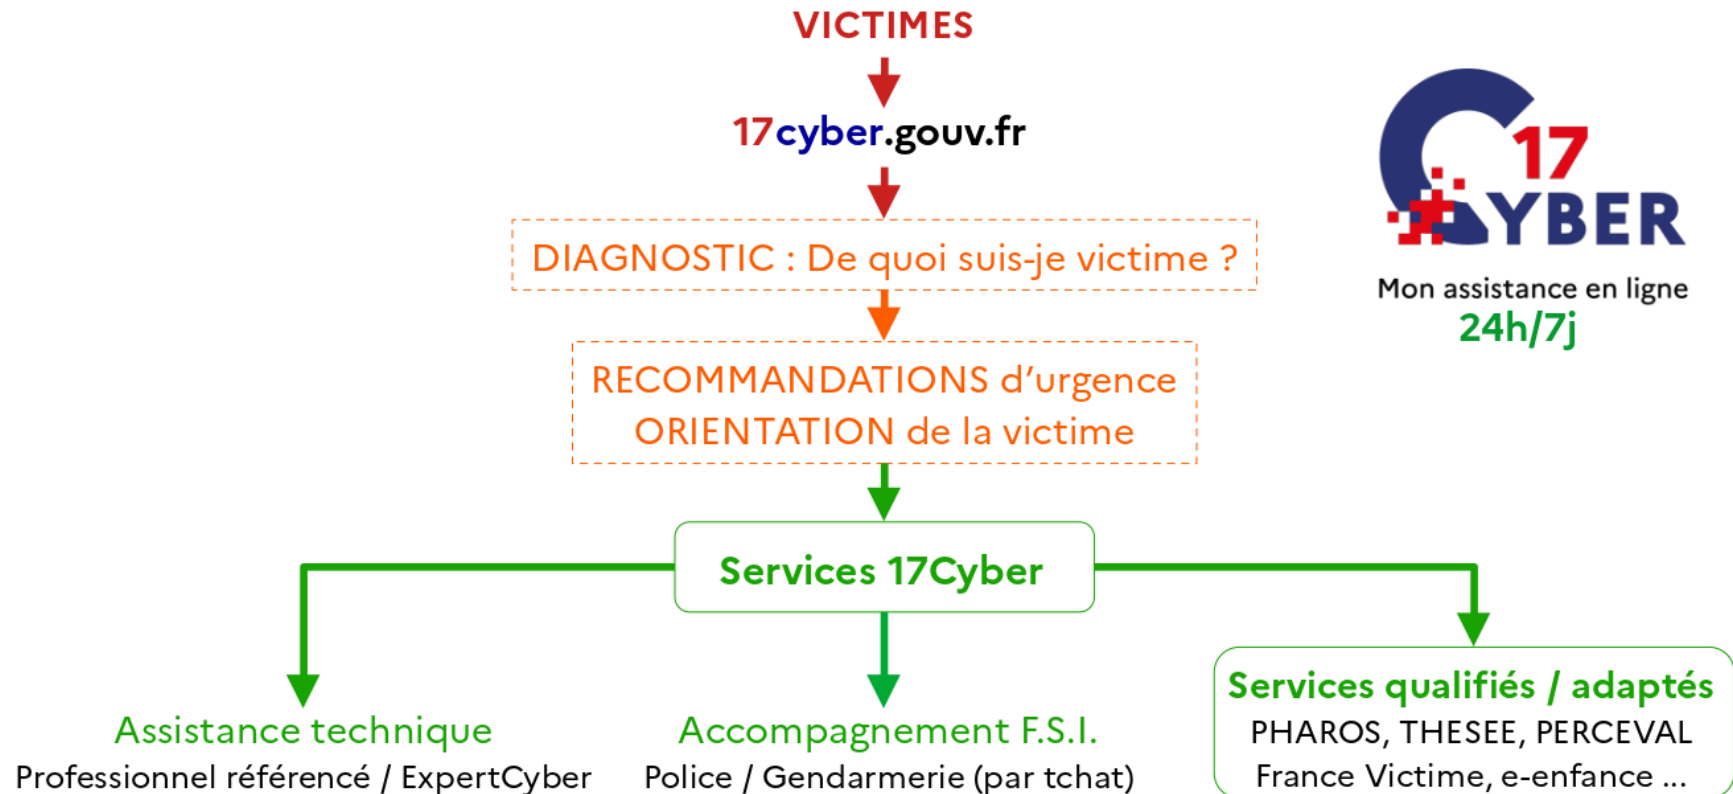 VICTIMES
17cyber.gouv.fr
17
CYBER
Mon assistance en ligne
24h/7j
DIAGNOSTIC : De quoi suis-je victime ?
RECOMMANDATIONS d’urgence
ORIENTATION de la victime
Services 17Cyber
Assistance technique
Professionnel référencé / ExpertCyber
Accompagnement F.S.I.
Police / Gendarmerie (par tchat)
Services qualifiés / adaptés
PHAROS, THESEE, PERCEVAL
France Victime, e-enfance ...